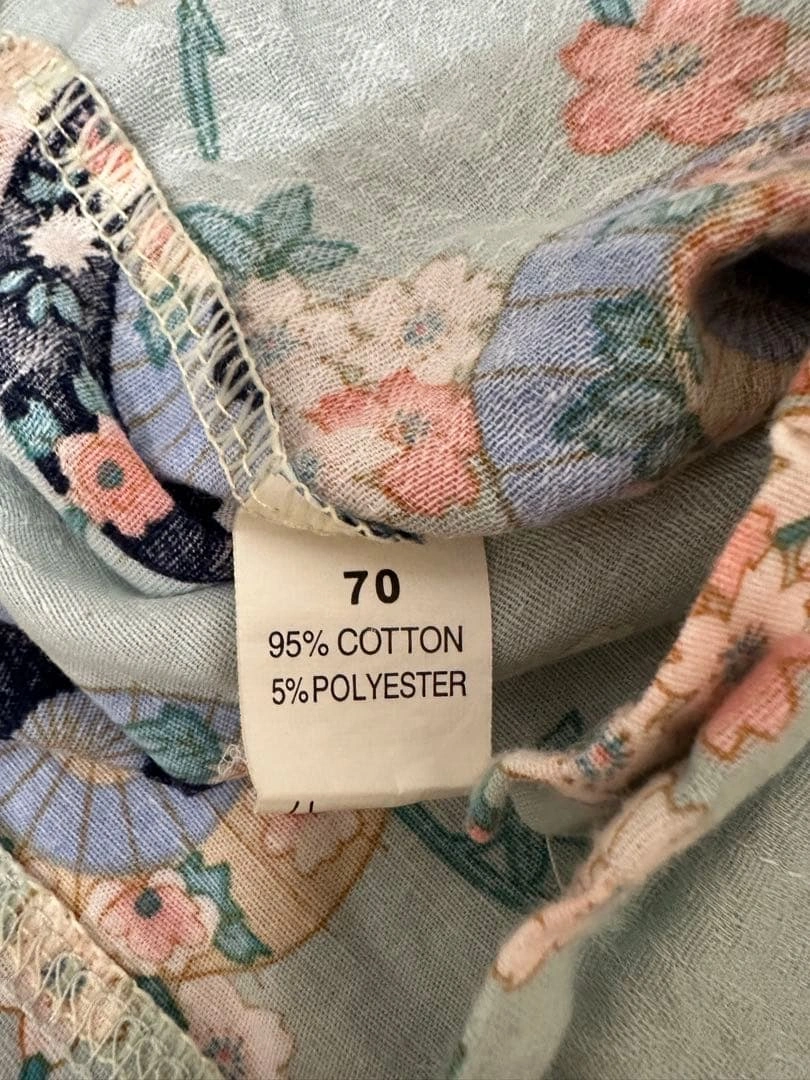 70
95% COTTON
5% POLYESTER